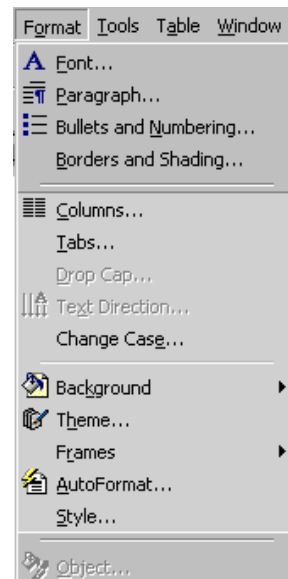 Format Tools Table Window
Font...
Paragraph...
Bullets and Numbering...
Borders and Shading...
Columns...
Tabs...
Drop Cap...
Text Direction...
Change Case...
Background
Theme...
Frames
AutoFormat...
Style...
Object...